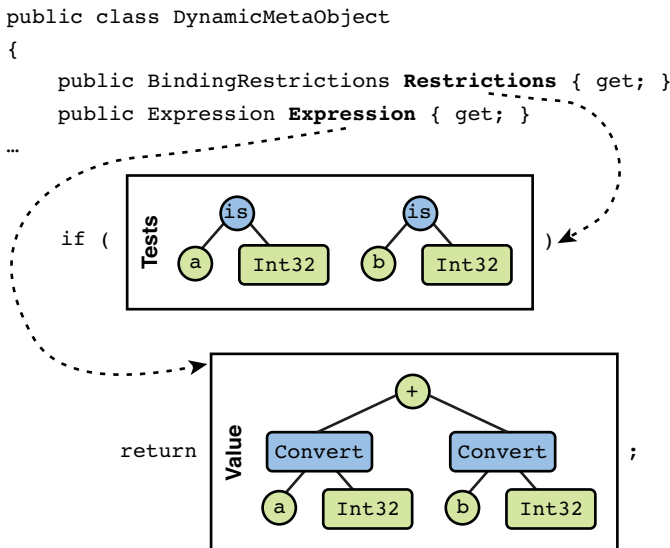 public class DynamicMetaObject
{
public BindingRestrictions Restrictions { get; }
public Expression Expression { get; }
…
if (
Tests
is
is
a
Int32
b
Int32
)
return
Value
+
Convert
Convert
a
Int32
b
Int32
;